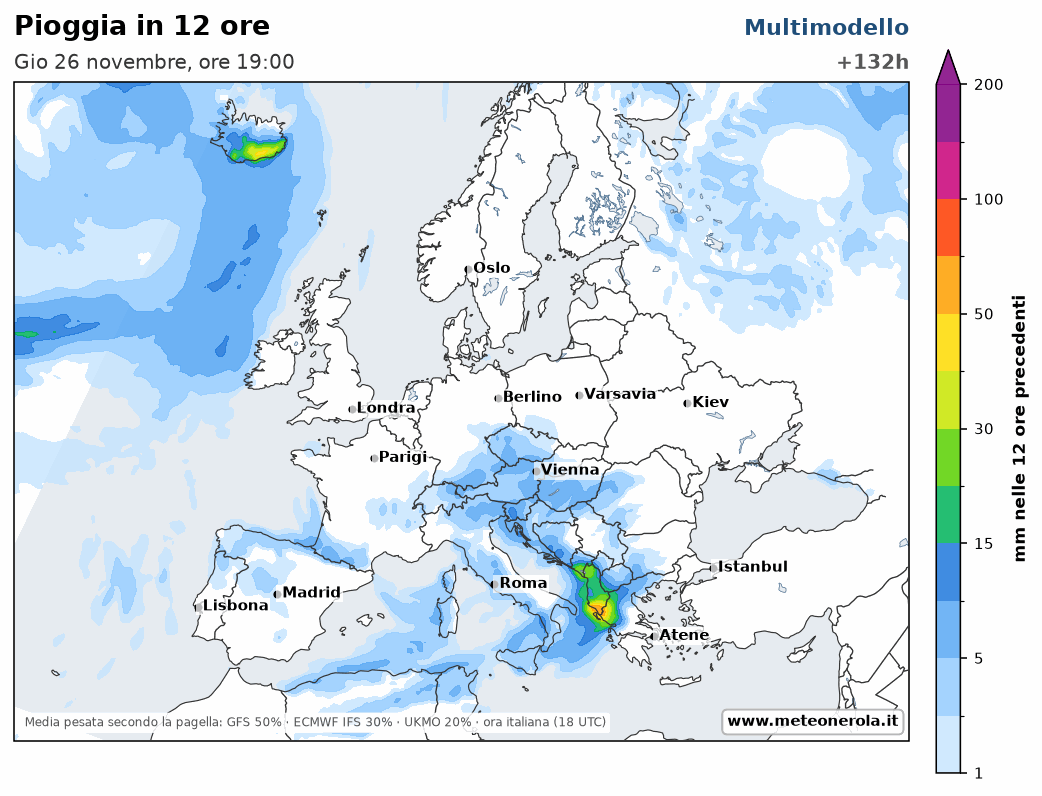 Pioggia in 12 ore
Multimodello
Gio 26 novembre, ore 19:00
+132h
200
100
50
30
15
5
1
mm nelle 12 ore precedenti
Oslo
Berlino
Varsavia
Kiev
Londra
Parigi
Vienna
Istanbul
Roma
Madrid
Lisbona
Atene
Media pesata secondo la pagella: GFS 50% · ECMWF IFS 30% · UKMO 20% · ora italiana (18 UTC)
www.meteonerola.it